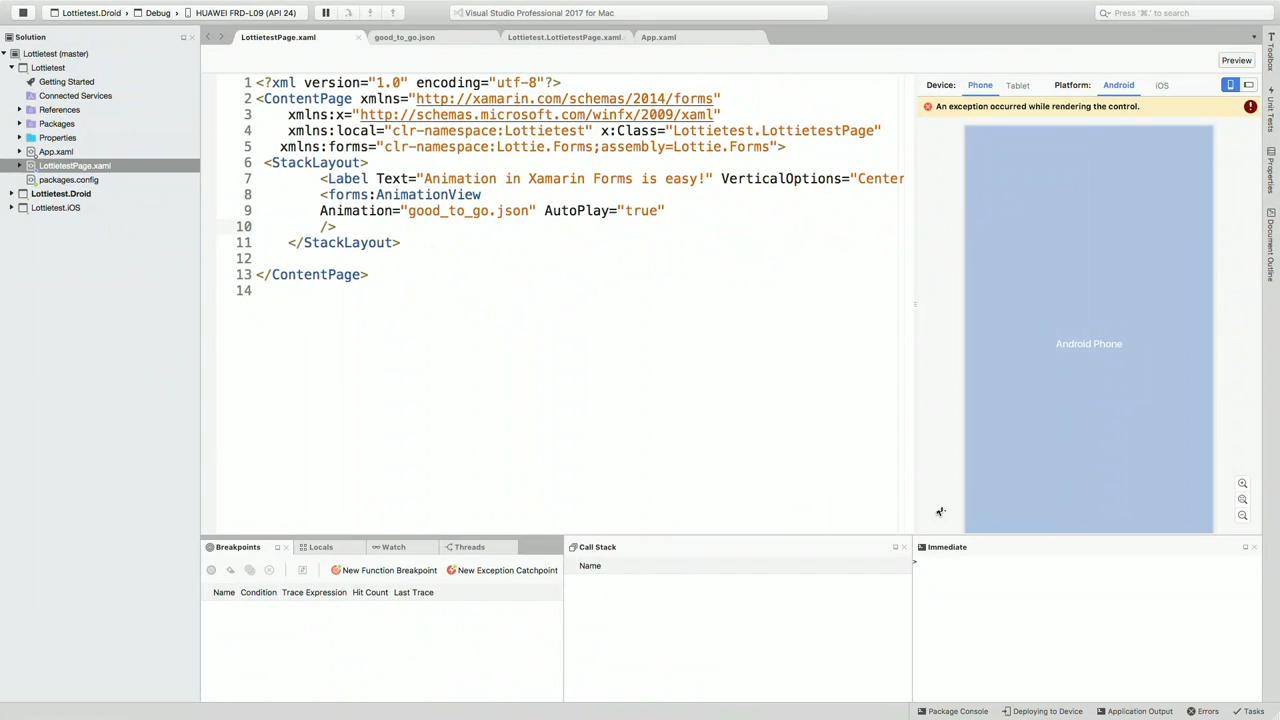 Lottietest.Droid > Debug > HUAWEI FRD-L09 (API 24)
Visual Studio Professional 2017 for Mac
Press '⌘.' to search
Solution
LottietestPage.xaml
good_to_go.json
Lottietest.LottietestPage.xaml.
App.xaml
Lottietest (master)
Lottietest
Getting Started
Connected Services
References
Packages
Properties
App.xaml
LottietestPage.xaml
packages.config
Lottietest.Droid
Lottietest.iOS
Preview
1 <?xml version="1.0" encoding="utf-8"?>
2 <ContentPage xmlns="http://xamarin.com/schemas/2014/forms"
3 xmlns:x="http://schemas.microsoft.com/winfx/2009/xaml"
4 xmlns:local="clr-namespace:Lottietest" x:Class="Lottietest.LottietestPage"
5 xmlns:forms="clr-namespace:Lottie.Forms;assembly=Lottie.Forms">
6 <StackLayout>
7 <Label Text="Animation in Xamarin Forms is easy!" VerticalOptions="Center
8 <forms:AnimationView
9 Animation="good_to_go.json" AutoPlay="true"
10 />
11 </StackLayout>
12
13 </ContentPage>
14
Device: Phone Tablet Platform: Android iOS
An exception occurred while rendering the control.
Android Phone
Toolbox
Unit Tests
Properties
Document Outline
Breakpoints
Locals
Watch
Threads
New Function Breakpoint
New Exception Catchpoint
Name Condition Trace Expression Hit Count Last Trace
Call Stack
Name
Immediate
>
Package Console
Deploying to Device
Application Output
Errors
Tasks